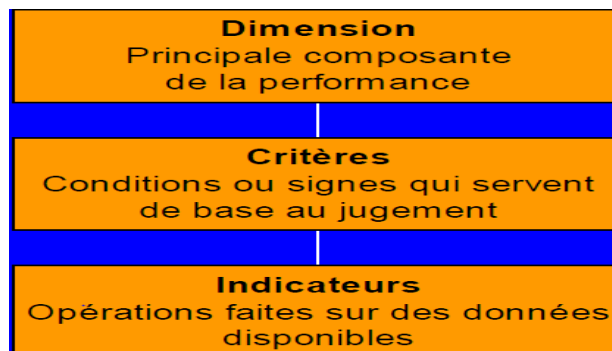 Dimension
Principale composante
de la performance
Critères
Conditions ou signes qui servent
de base au jugement
Indicateurs
Opérations faites sur des données
disponibles